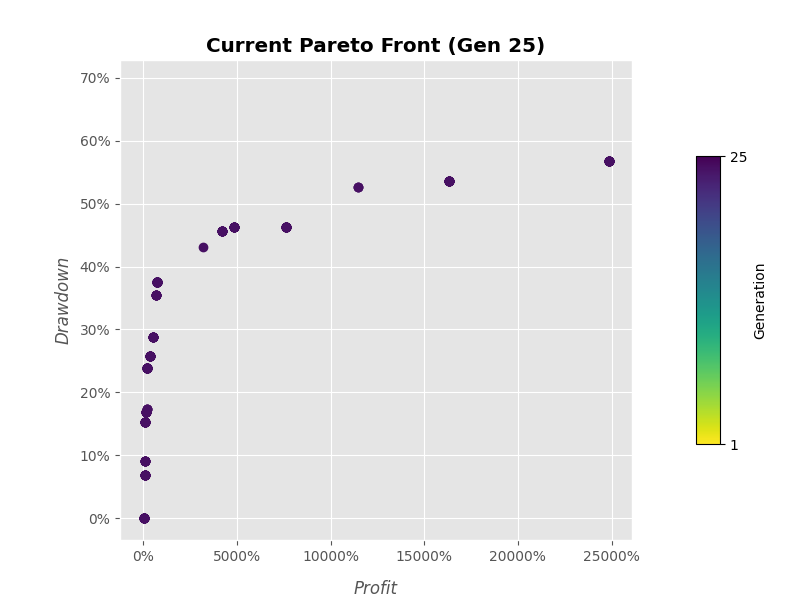 Current Pareto Front (Gen 25)
70%
60%
50%
40%
30%
20%
10%
0%
Drawdown
0% 5000% 10000% 15000% 20000% 25000%
Profit
25
1
Generation